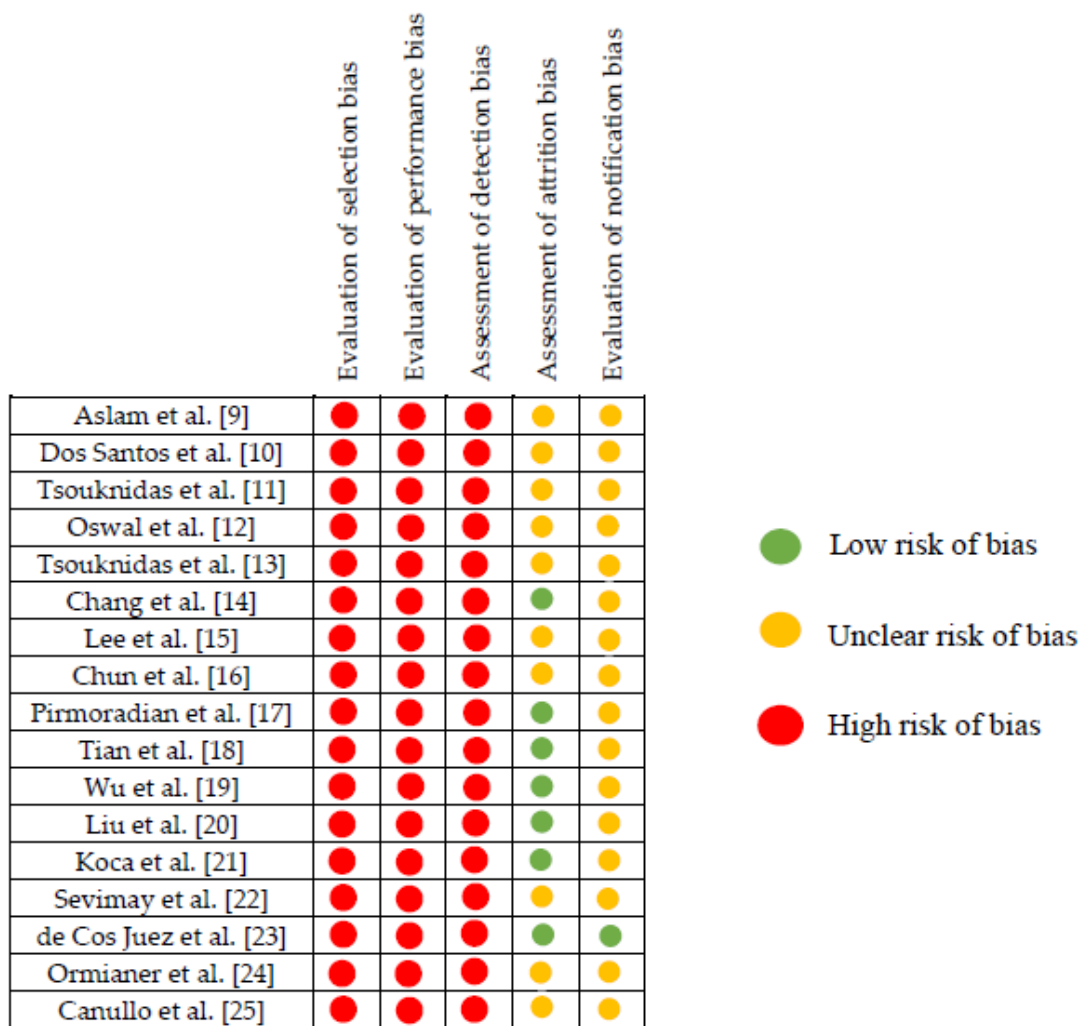 Evaluation of selection bias
Evaluation of performance bias
Assessment of detection bias
Assessment of attrition bias
Evaluation of notification bias
Aslam et al. [9]
Dos Santos et al. [10]
Tsouknidas et al. [11]
Oswal et al. [12]
Tsouknidas et al. [13]
Chang et al. [14]
Lee et al. [15]
Chun et al. [16]
Pirmoradian et al. [17]
Tian et al. [18]
Wu et al. [19]
Liu et al. [20]
Koca et al. [21]
Sevimay et al. [22]
de Cos Juez et al. [23]
Ormianer et al. [24]
Canullo et al. [25]
Low risk of bias
Unclear risk of bias
High risk of bias